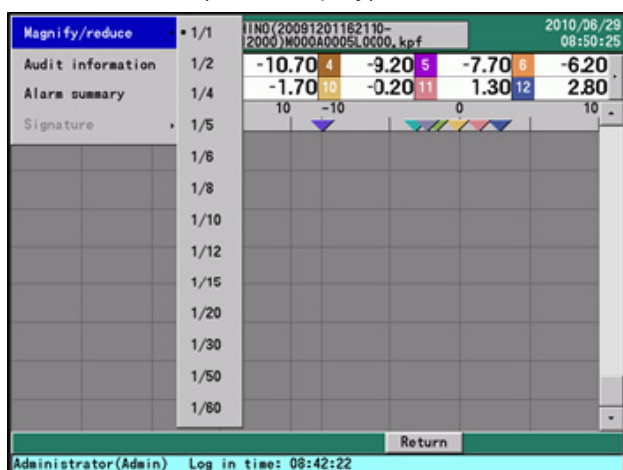 Magnify/reduce
Audit information
Alarm summary
Signature
1/1
1/2
1/4
1/5
1/6
1/8
1/10
1/12
1/15
1/20
1/30
1/50
1/60
HINO(20091201162110-
12000)M000A0005L0000.kpf
2010/06/29
08:50:25
-10.70 4 -9.20 5 -7.70 6 -6.20
-1.70 10 -0.20 11 1.30 12 2.80
10 -10 0 10
Return
Administrator(Admin) Log in time: 08:42:22